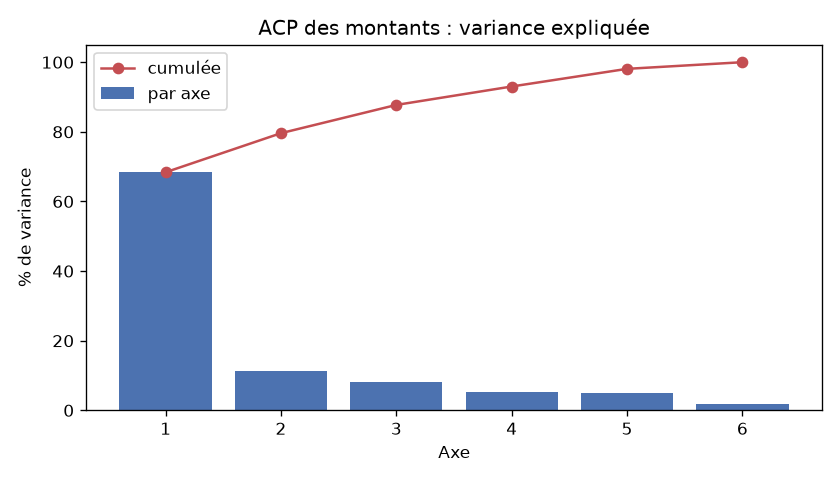 ACP des montants : variance expliquée
cumulée
par axe
% de variance
100
80
60
40
20
0
1 2 3 4 5 6
Axe